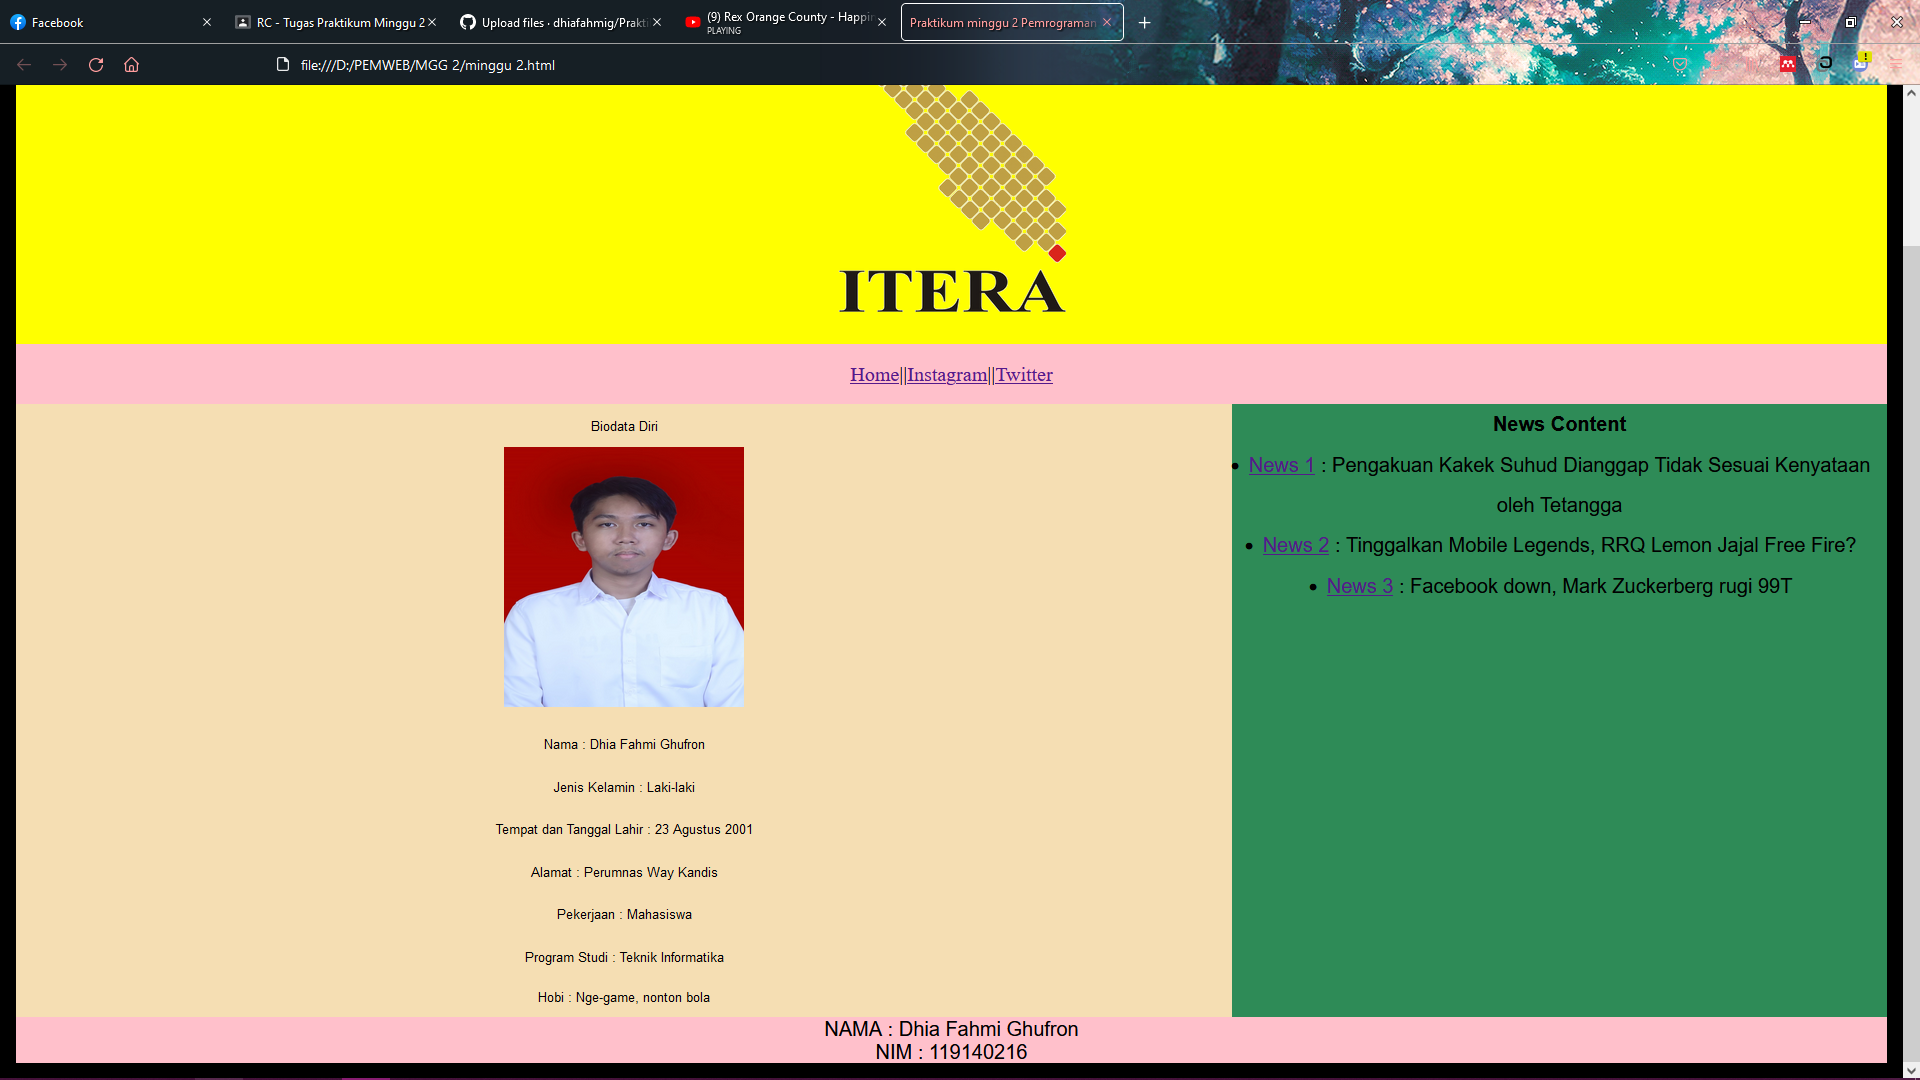 Facebook
RC - Tugas Praktikum Minggu 2
Upload files · dhiafahmig/Prakti
(9) Rex Orange County - Happin
PLAYING
Praktikum minggu 2 Pemrograman
file:///D:/PEMWEB/MGG 2/minggu 2.html
ITERA
Home||Instagram||Twitter
Biodata Diri
Nama : Dhia Fahmi Ghufron
Jenis Kelamin : Laki-laki
Tempat dan Tanggal Lahir : 23 Agustus 2001
Alamat : Perumnas Way Kandis
Pekerjaan : Mahasiswa
Program Studi : Teknik Informatika
Hobi : Nge-game, nonton bola
News Content
• News 1 : Pengakuan Kakek Suhud Dianggap Tidak Sesuai Kenyataan
oleh Tetangga
• News 2 : Tinggalkan Mobile Legends, RRQ Lemon Jajal Free Fire?
• News 3 : Facebook down, Mark Zuckerberg rugi 99T
NAMA : Dhia Fahmi Ghufron
NIM : 119140216